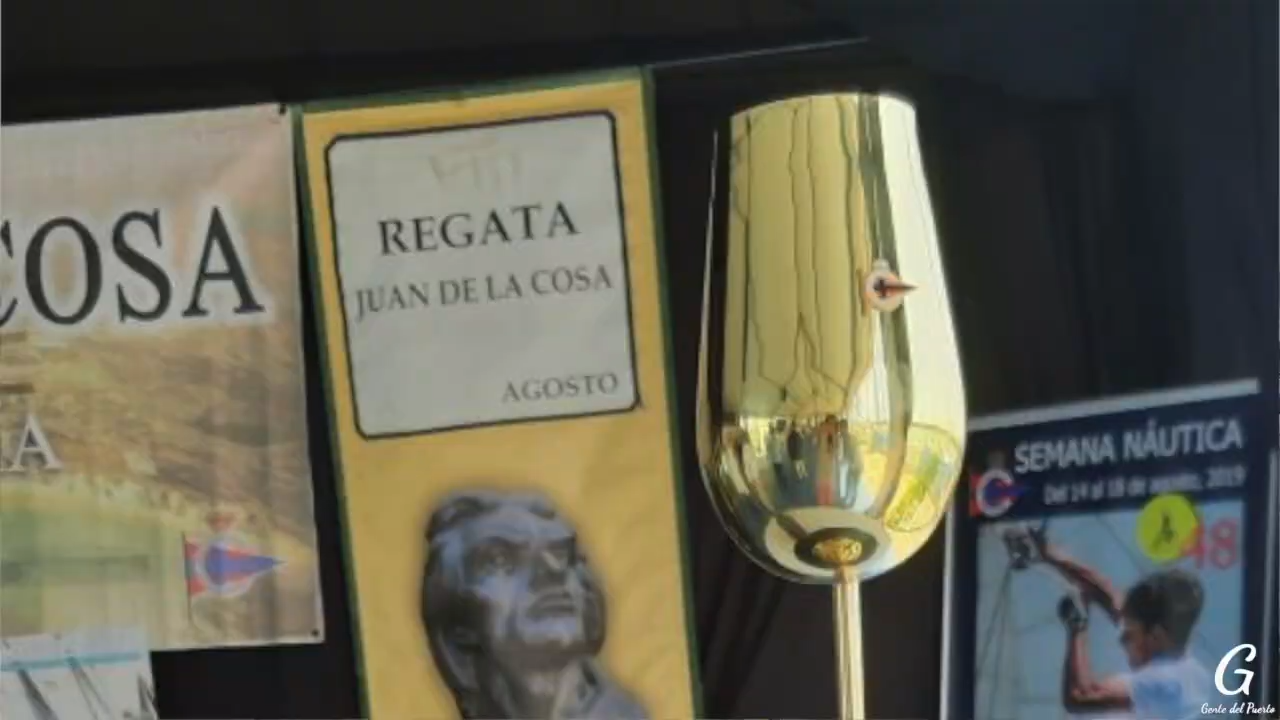 COSA
A
REGATA
JUAN DE LA COSA
AGOSTO
SEMANA NÁUTICA
Del 14 al 18 de agosto, 2019
48
G
Gente del Puerto